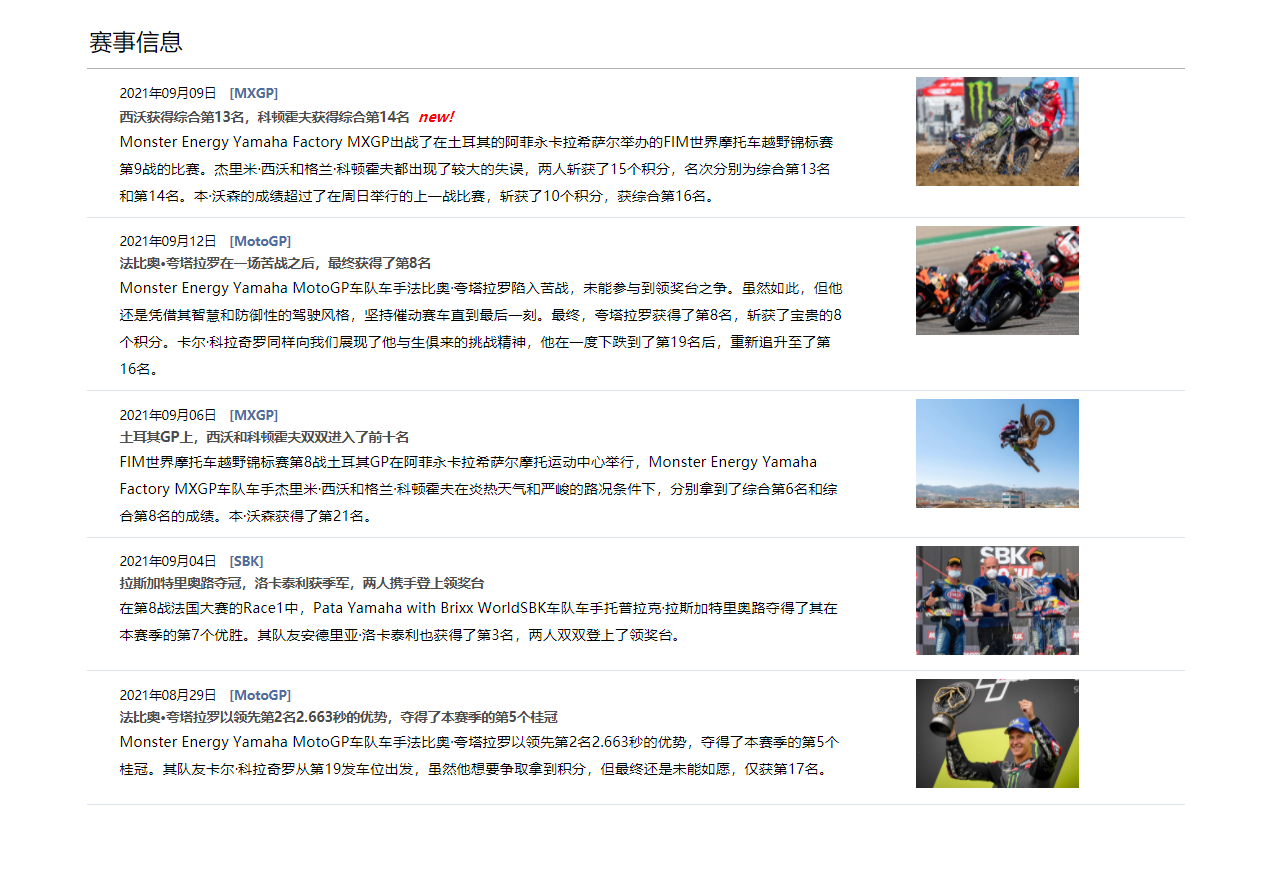 赛事信息
2021年09月09日 [MXGP]
西沃获得综合第13名，科顿霍夫获得综合第14名 new!
Monster Energy Yamaha Factory MXGP出战了在土耳其的阿菲永卡拉希萨尔举办的FIM世界摩托车越野锦标赛
第9战的比赛。杰里米·西沃和格兰·科顿霍夫都出现了较大的失误，两人斩获了15个积分，名次分别为综合第13名
和第14名。本·沃森的成绩超过了在周日举行的上一战比赛，斩获了10个积分，获综合第16名。
2021年09月12日 [MotoGP]
法比奥•夸塔拉罗在一场苦战之后，最终获得了第8名
Monster Energy Yamaha MotoGP车队车手法比奥·夸塔拉罗陷入苦战，未能参与到领奖台之争。虽然如此，但他
还是凭借其智慧和防御性的驾驶风格，坚持催动赛车直到最后一刻。最终，夸塔拉罗获得了第8名，斩获了宝贵的8
个积分。卡尔·科拉奇罗同样向我们展现了他与生俱来的挑战精神，他在一度下跌到了第19名后，重新追升至了第
16名。
2021年09月06日 [MXGP]
土耳其GP上，西沃和科顿霍夫双双进入了前十名
FIM世界摩托车越野锦标赛第8战土耳其GP在阿菲永卡拉希萨尔摩托运动中心举行，Monster Energy Yamaha
Factory MXGP车队车手杰里米·西沃和格兰·科顿霍夫在炎热天气和严峻的路况条件下，分别拿到了综合第6名和综
合第8名的成绩。本·沃森获得了第21名。
2021年09月04日 [SBK]
拉斯加特里奥路夺冠，洛卡泰利获季军，两人携手登上领奖台
SBK
在第8战法国大赛的Race1中，Pata Yamaha with Brixx WorldSBK车队车手托普拉克·拉斯加特里奥路夺得了其在
本赛季的第7个优胜。其队友安德里亚·洛卡泰利也获得了第3名，两人双双登上了领奖台。
2021年08月29日 [MotoGP]
法比奥•夸塔拉罗以领先第2名2.663秒的优势，夺得了本赛季的第5个桂冠
Monster Energy Yamaha MotoGP车队车手法比奥·夸塔拉罗以领先第2名2.663秒的优势，夺得了本赛季的第5个
桂冠。其队友卡尔·科拉奇罗从第19发车位出发，虽然他想要争取拿到积分，但最终还是未能如愿，仅获第17名。